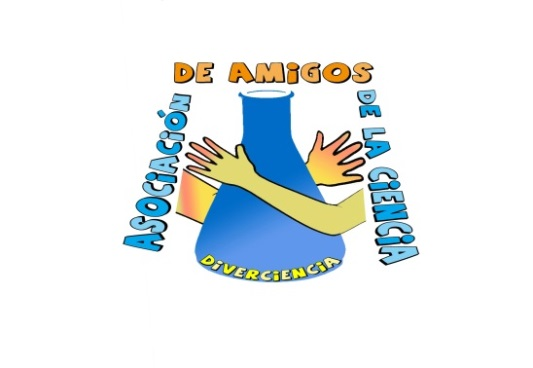 ASOCIACIÓN
DE AMIGOS
DE LA CIENCIA
DIVERCIENCIA